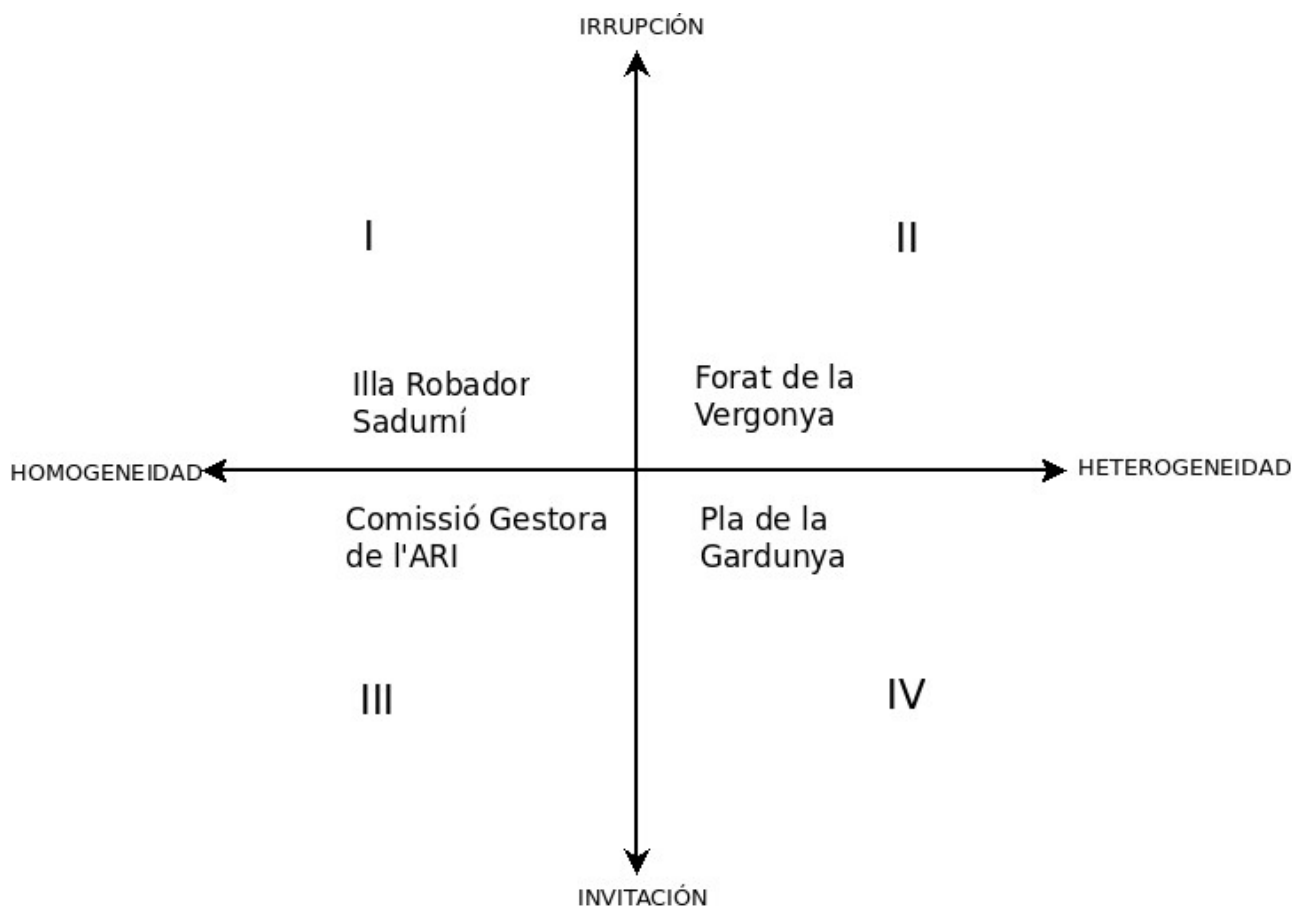 IRRUPCIÓN
I
II
Illa Robador
Sadurní
Forat de la
Vergonya
HOMOGENEIDAD
HETEROGENEIDAD
Comissió Gestora
de l'ARI
Pla de la
Gardunya
III
IV
INVITACIÓN